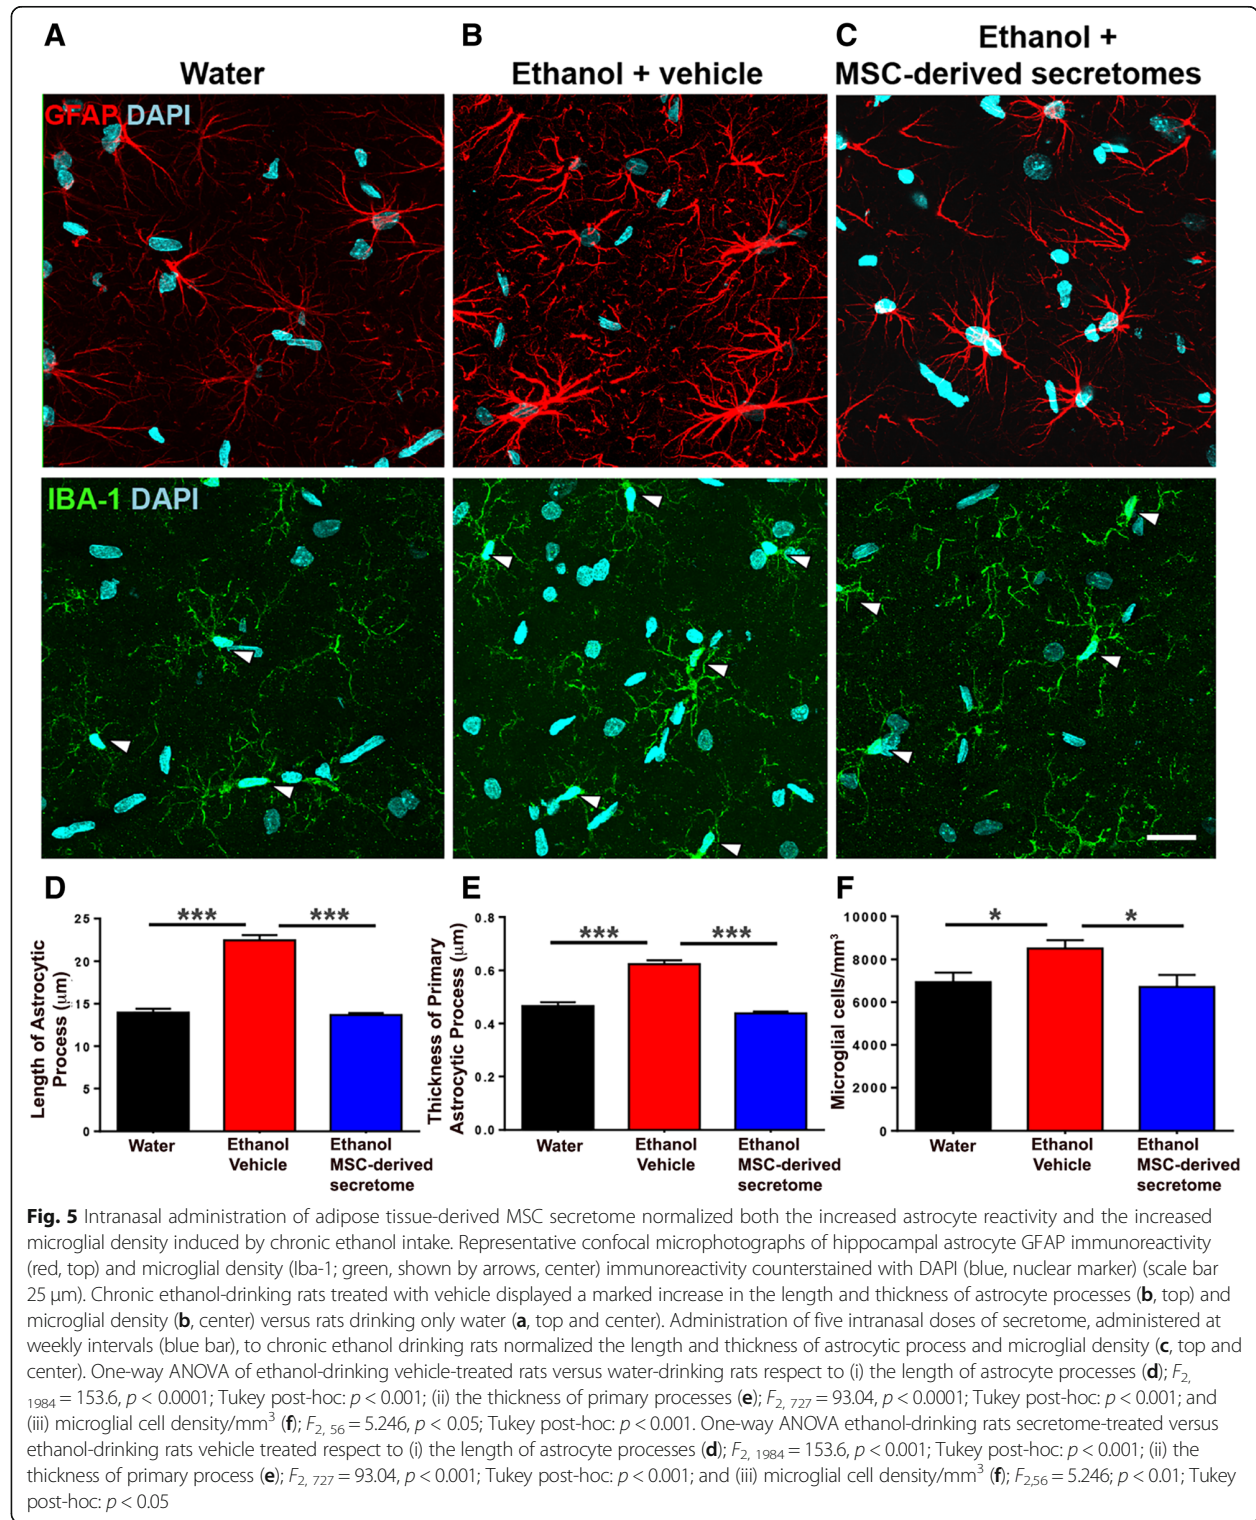 A
Water
B
Ethanol + vehicle
C
Ethanol +
MSC-derived secretomes
GFAP DAPI
IBA-1 DAPI
D
Length of Astrocytic
Process (µm)
25
20
15
10
5
0
***
***
Water
Ethanol
Vehicle
Ethanol
MSC-derived
secretome
E
Thickness of Primary
Astrocytic Process (µm)
0.8
0.6
0.4
0.2
0.0
***
***
Water
Ethanol
Vehicle
Ethanol
MSC-derived
secretome
F
Microglial cells/mm³
10000
8000
6000
4000
2000
0
*
*
Water
Ethanol
Vehicle
Ethanol
MSC-derived
secretome
Fig. 5 Intranasal administration of adipose tissue-derived MSC secretome normalized both the increased astrocyte reactivity and the increased
microglial density induced by chronic ethanol intake. Representative confocal microphotographs of hippocampal astrocyte GFAP immunoreactivity
(red, top) and microglial density (Iba-1; green, shown by arrows, center) immunoreactivity counterstained with DAPI (blue, nuclear marker) (scale bar
25 μm). Chronic ethanol-drinking rats treated with vehicle displayed a marked increase in the length and thickness of astrocyte processes (b, top) and
microglial density (b, center) versus rats drinking only water (a, top and center). Administration of five intranasal doses of secretome, administered at
weekly intervals (blue bar), to chronic ethanol drinking rats normalized the length and thickness of astrocytic process and microglial density (c, top and
center). One-way ANOVA of ethanol-drinking vehicle-treated rats versus water-drinking rats respect to (i) the length of astrocyte processes (d); F2,
1984 = 153.6, p < 0.0001; Tukey post-hoc: p < 0.001; (ii) the thickness of primary processes (e); F2, 727 = 93.04, p < 0.0001; Tukey post-hoc: p < 0.001; and
(iii) microglial cell density/mm³ (f); F2, 56 = 5.246, p < 0.05; Tukey post-hoc: p < 0.001. One-way ANOVA ethanol-drinking rats secretome-treated versus
ethanol-drinking rats vehicle treated respect to (i) the length of astrocyte processes (d); F2, 1984 = 153.6, p < 0.001; Tukey post-hoc: p < 0.001; (ii) the
thickness of primary process (e); F2, 727 = 93.04, p < 0.001; Tukey post-hoc: p < 0.001; and (iii) microglial cell density/mm³ (f); F2,56 = 5.246; p < 0.01; Tukey
post-hoc: p < 0.05